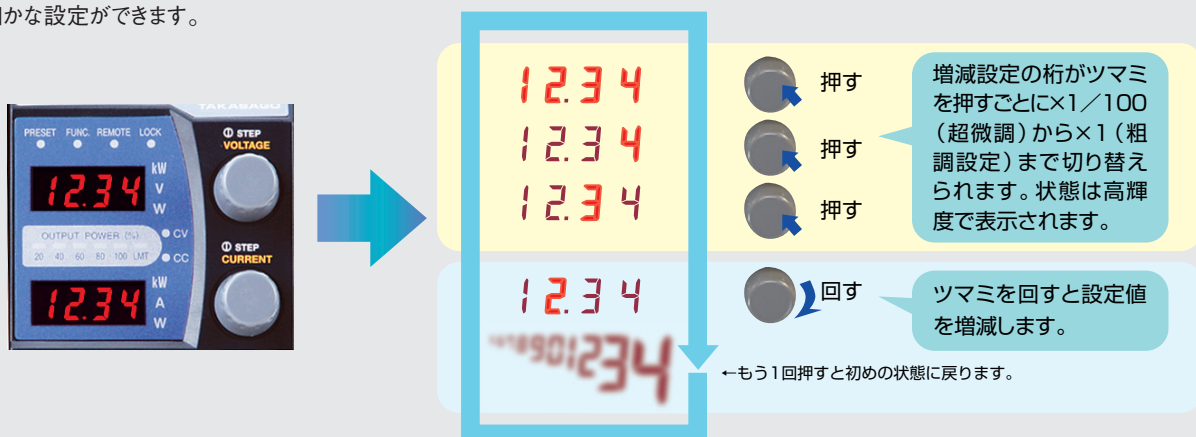 かな設定ができます。
TAKASAGO
PRESET FUNC. REMOTE LOCK
STEP
VOLTAGE
kW
12.34 V
W
OUTPUT POWER (%)
CV
20 40 60 80 100 LMT
CC
STEP
CURRENT
kW
12.34 A
W
12.34
押す
12.34
押す
12.34
押す
増減設定の桁がツマミ
を押すごとに×1／100
（超微調）から×1（粗
調設定）まで切り替え
られます。状態は高輝
度で表示されます。
12.34
回す
ツマミを回すと設定値
を増減します。
←もう1回押すと初めの状態に戻ります。